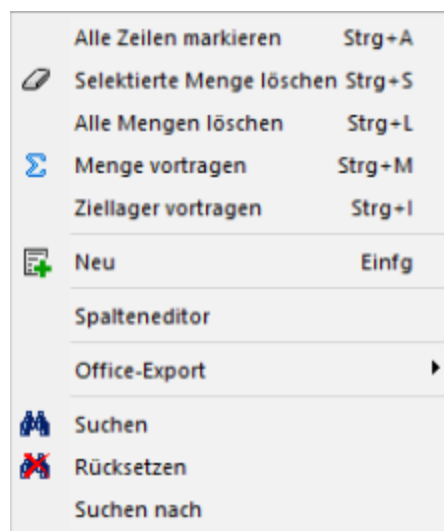 Alle Zeilen markieren Strg+A
Selektierte Menge löschen Strg+S
Alle Mengen löschen Strg+L
Menge vortragen Strg+M
Ziellager vortragen Strg+I
Neu Einfg
Spalteneditor
Office-Export
Suchen
Rücksetzen
Suchen nach